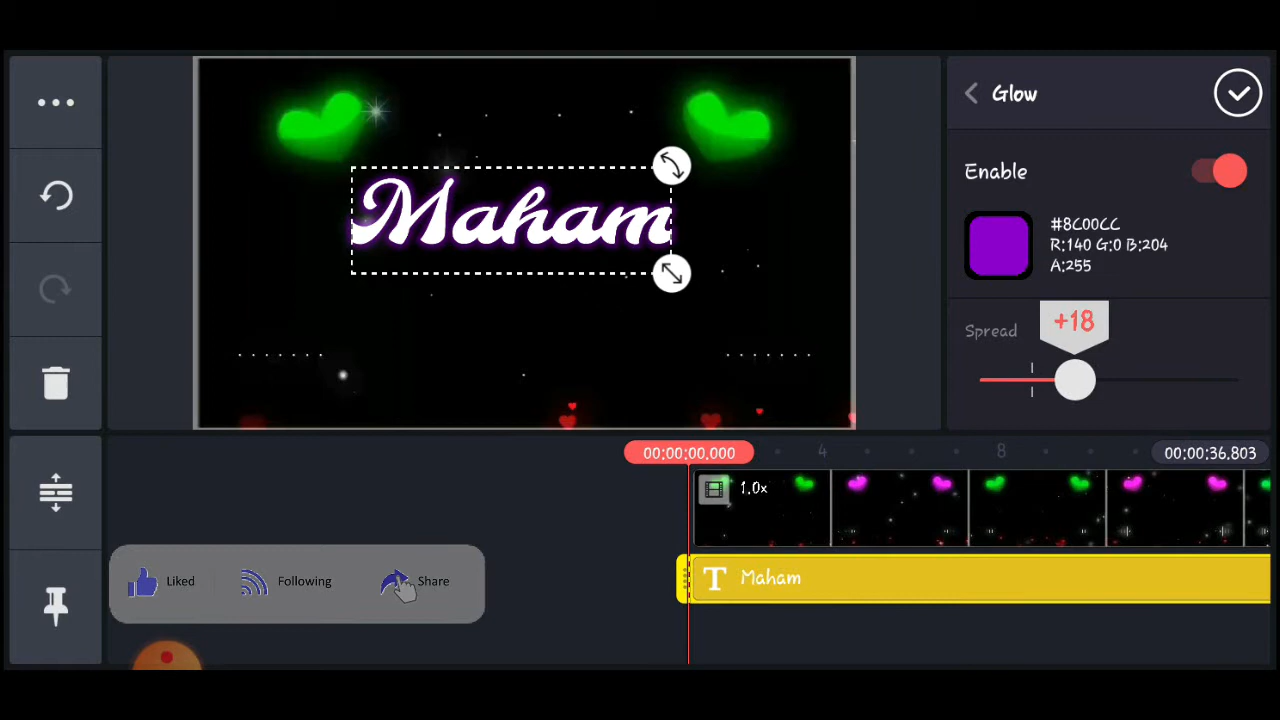 Glow
Maham
Enable
#8C00CC
R:140 G:0 B:204
A:255
Spread
+18
00:00:00.000
4
8
00:00:36.803
1.0x
T Maham
Liked
Following
Share